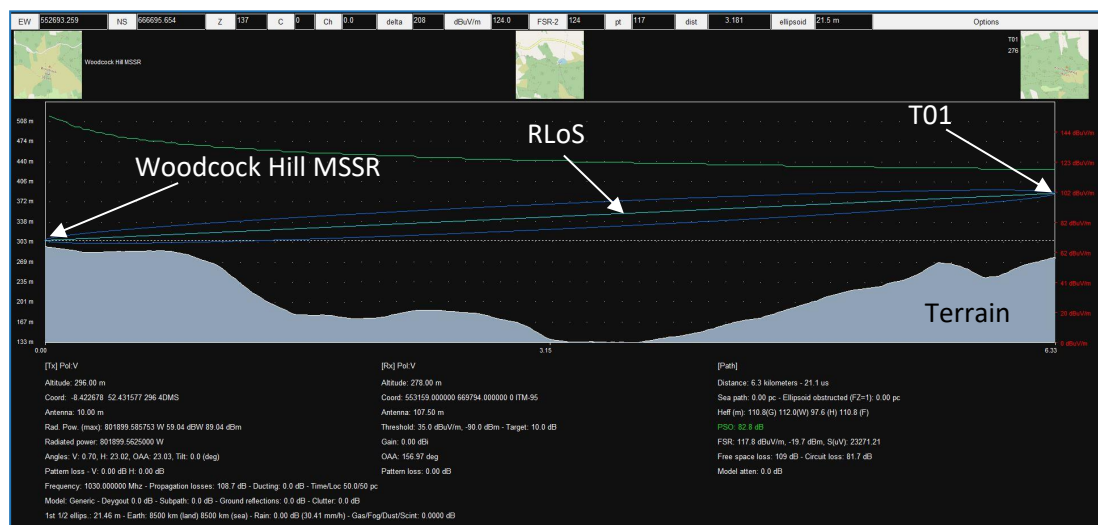 EW 552693.259 NS 666695.654 Z 137 C 0 Ch 0.0 delta 208 dBuV/m 124.0 FSR-2 124 pt 117 dist 3.181 ellipsoid 21.5 m Options
Woodcock Hill MSSR
T01
276
508 m
474 m
440 m
406 m
372 m
338 m
303 m
269 m
235 m
201 m
167 m
133 m
Woodcock Hill MSSR
RLoS
T01
Terrain
144 dBuV/m
123 dBuV/m
102 dBuV/m
82 dBuV/m
62 dBuV/m
41 dBuV/m
20 dBuV/m
0 dBuV/m
0.00 3.15 6.33
[Tx] Pol:V
Altitude: 296.00 m
Coord: -8.422678 52.431577 296 4DMS
Antenna: 10.00 m
Rad. Pow. (max): 801899.585753 W 59.04 dBW 89.04 dBm
Radiated power: 801899.5625000 W
Angles: V: 0.70, H: 23.02, OAA: 23.03, Tilt: 0.0 (deg)
Pattern loss - V: 0.00 dB H: 0.00 dB
Frequency: 1030.000000 Mhz - Propagation losses: 108.7 dB - Ducting: 0.0 dB - Time/Loc 50.0/50 pc
Model: Generic - Deygout 0.0 dB - Subpath: 0.0 dB - Ground reflections: 0.0 dB - Clutter: 0.0 dB
1st 1/2 ellips.: 21.46 m - Earth: 8500 km (land) 8500 km (sea) - Rain: 0.00 dB (30.41 mm/h) - Gas/Fog/Dust/Scint: 0.0000 dB
[Rx] Pol:V
Altitude: 278.00 m
Coord: 553159.000000 669794.000000 0 ITM-95
Antenna: 107.50 m
Threshold: 35.0 dBuV/m, -90.0 dBm - Target: 10.0 dB
Gain: 0.00 dBi
OAA: 156.97 deg
Pattern loss: 0.00 dB
[Path]
Distance: 6.3 kilometers - 21.1 us
Sea path: 0.00 pc - Ellipsoid obstructed (FZ=1): 0.00 pc
Heff (m): 110.8(G) 112.0(W) 97.6 (H) 110.8 (F)
PSO: 82.8 dB
FSR: 117.8 dBuV/m, -19.7 dBm, S(uV): 23271.21
Free space loss: 109 dB - Circuit loss: 81.7 dB
Model atten: 0.0 dB